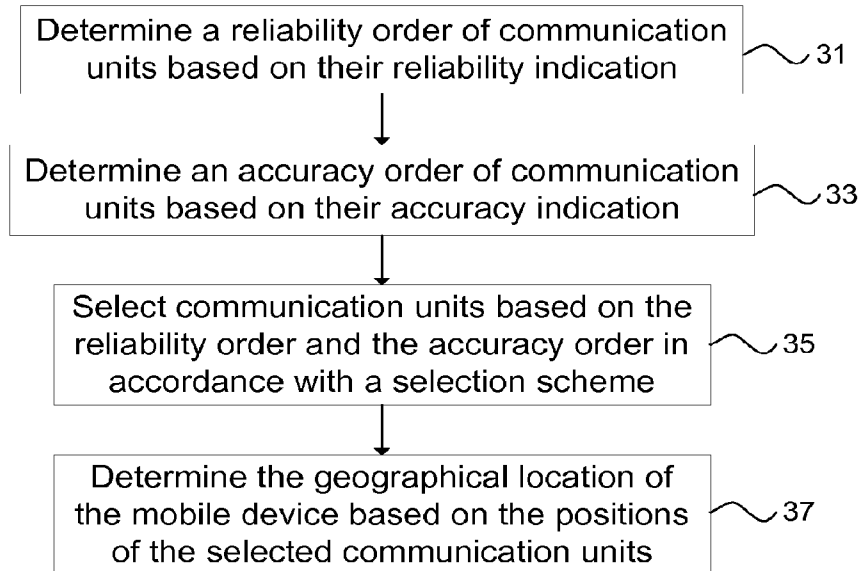 Determine a reliability order of communication
units based on their reliability indication
31
Determine an accuracy order of communication
units based on their accuracy indication
33
Select communication units based on the
reliability order and the accuracy order in
accordance with a selection scheme
35
Determine the geographical location of
the mobile device based on the positions
of the selected communication units
37